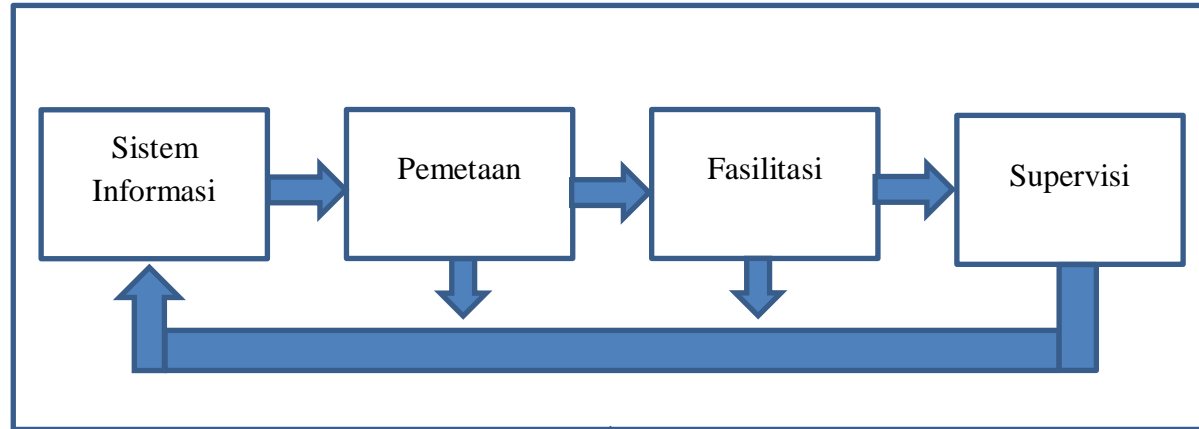 Sistem
Informasi
Pemetaan
Fasilitasi
Supervisi